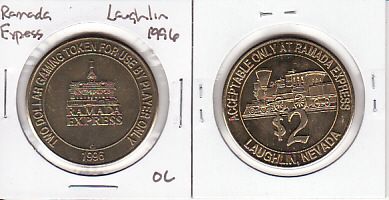 Ramada Laughlin
Expess 1996
TWO DOLLAR GAMING TOKEN FOR USE BY PLAYER ONLY
RAMADA
EXPRESS
1996
OC
ACCEPTABLE ONLY AT RAMADA EXPRESS
$2
LAUGHLIN, NEVADA